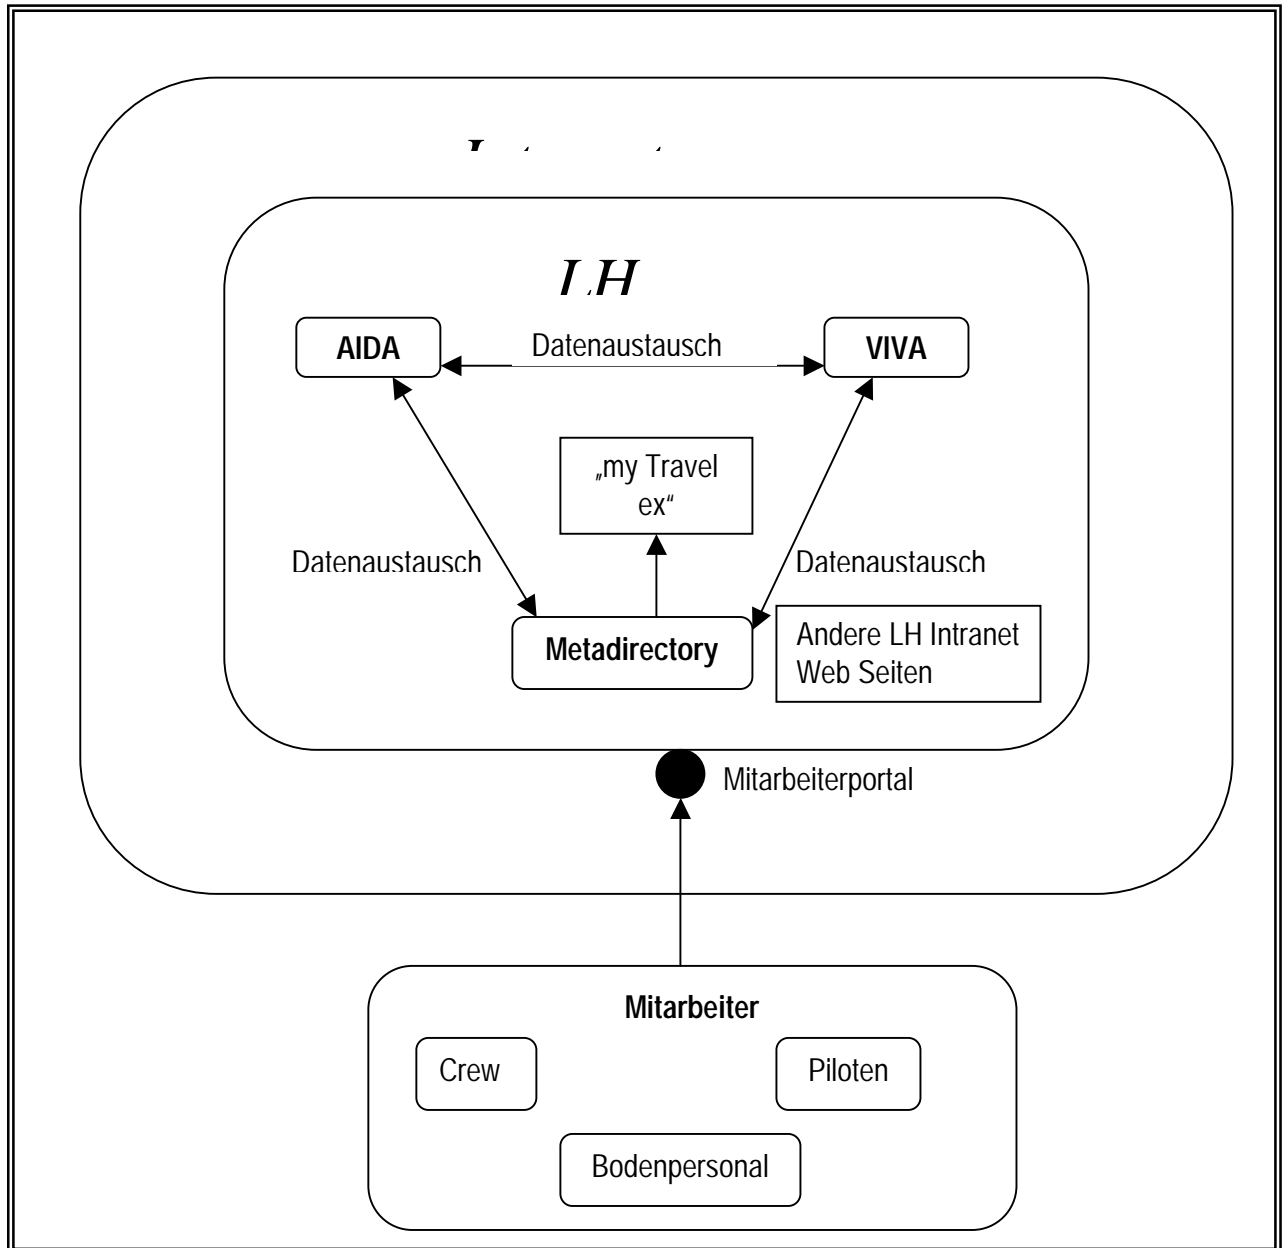 LH
AIDA
Datenaustausch
VIVA
„my Travel
ex“
Datenaustausch
Datenaustausch
Metadirectory
Andere LH Intranet
Web Seiten
Mitarbeiterportal
Mitarbeiter
Crew
Piloten
Bodenpersonal